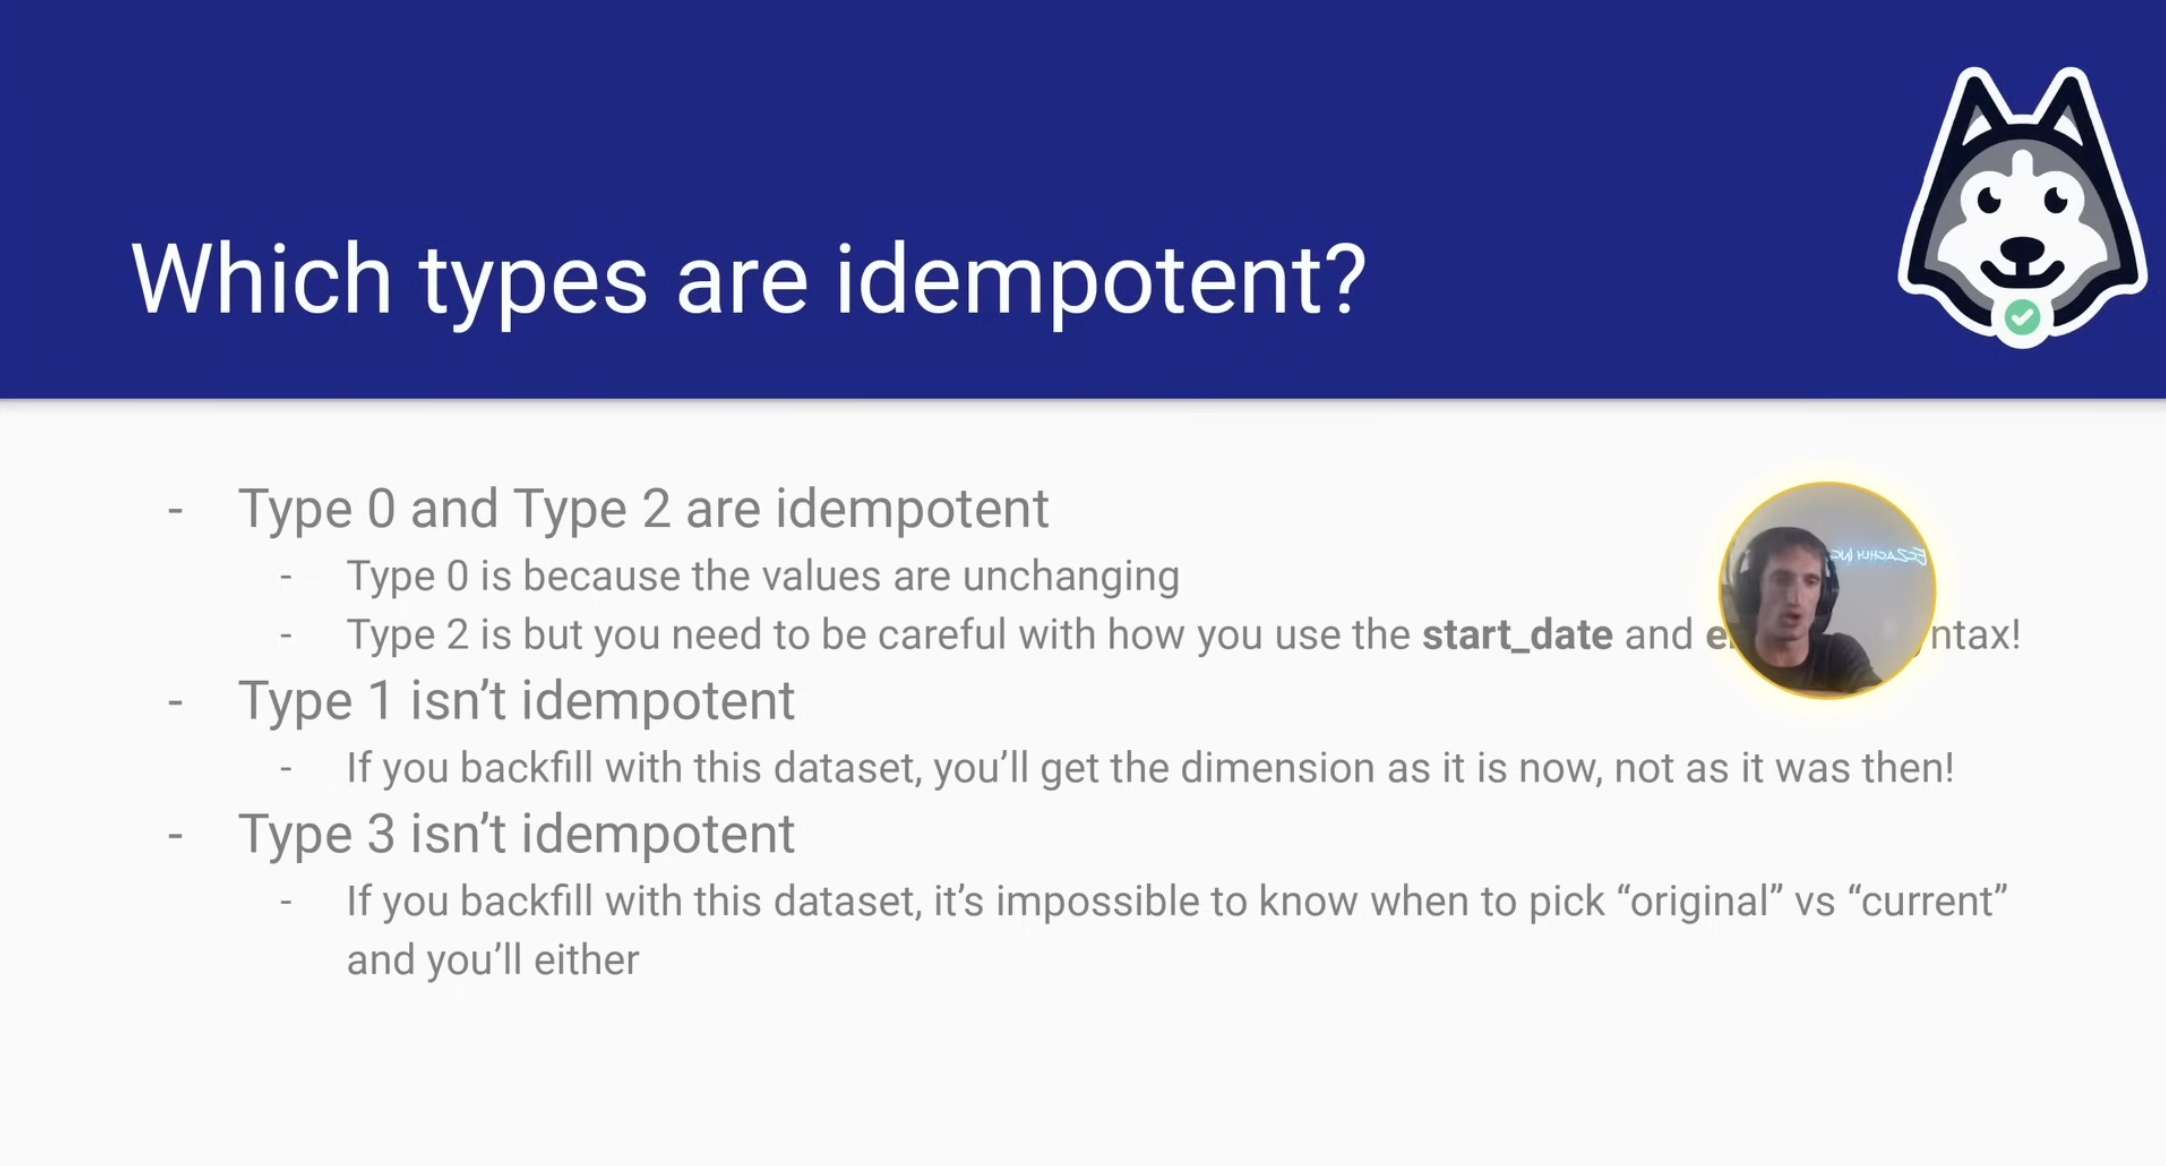 Which types are idempotent?
- Type 0 and Type 2 are idempotent
- Type 0 is because the values are unchanging
- Type 2 is but you need to be careful with how you use the start_date and
- Type 1 isn’t idempotent
- If you backfill with this dataset, you’ll get the dimension as it is now, not as it was then!
- Type 3 isn’t idempotent
- If you backfill with this dataset, it’s impossible to know when to pick “original” vs “current”
and you’ll either